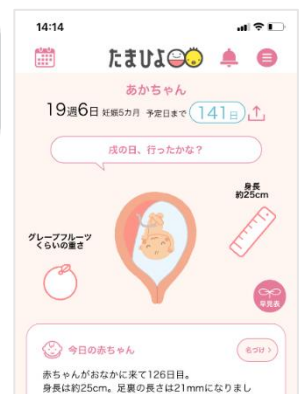 14:14
たまひよ
あかちゃん
19週6日 妊娠5カ月 予定日まで 141日
戌の日、行ったかな？
身長
約25cm
グレープフルーツ
くらいの重さ
早見表
今日の赤ちゃん
名づけ >
赤ちゃんがおなかに来て126日目。
身長は約25cm。足裏の長さは21mmになりまし